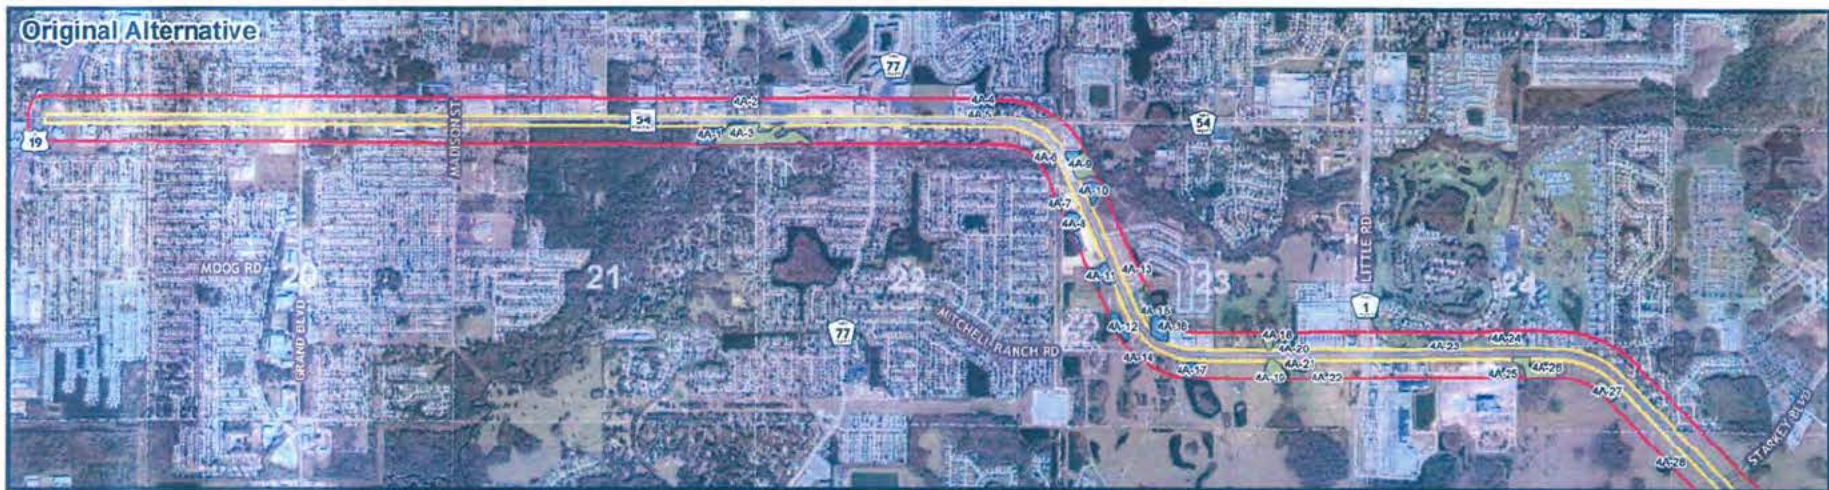 Original Alternative
77
4A-2
4A-4
4A-5
54
54
19
MADISON ST
4A-1
4A-3
4A-6
4A-9
4A-10
4A-7
4A-8
MOOG RD
20
21
22
4A-11
4A-13
23
LITTLE RD
24
GRAND BLVD
1
77
MITCHELL RANCH RD
4A-12
4A-15
4A-16
4A-14
4A-17
4A-18
4A-20
4A-21
4A-19
4A-22
4A-23
4A-24
4A-25
4A-26
4A-27
4A-28
STARKEY BLVD